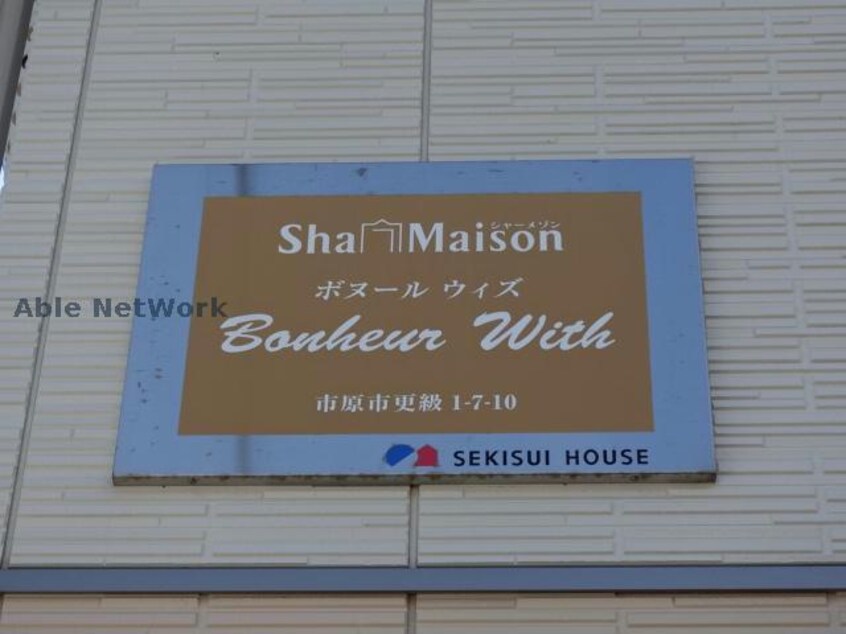 シャーメゾン
Sha Maison
ボヌール ウィズ
Able NetWork
Bonheur With
市原市更級 1-7-10
SEKISUI HOUSE